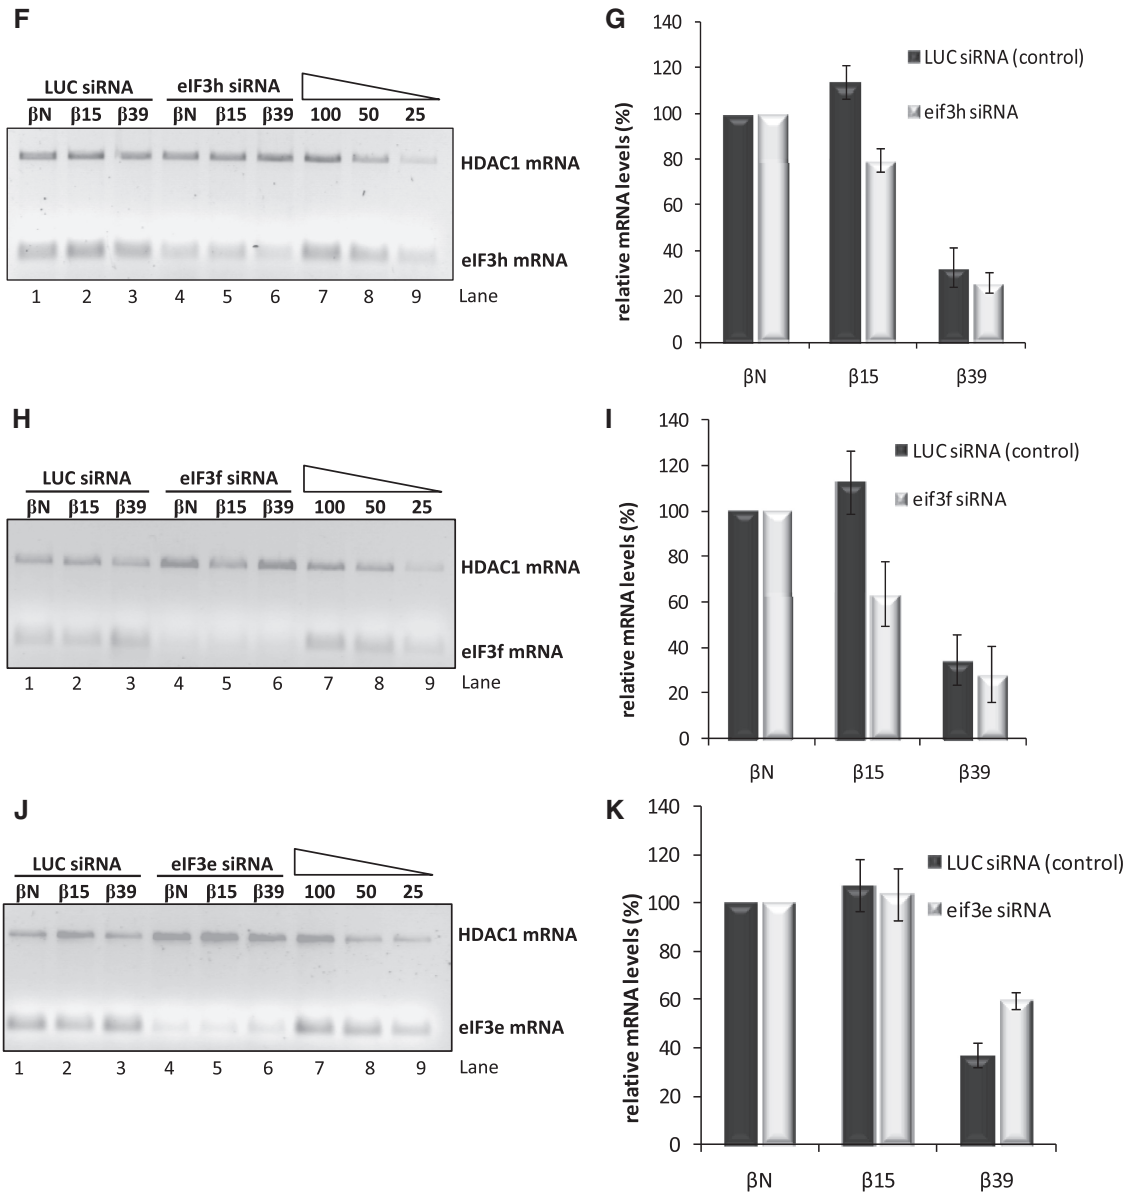 F
LUC siRNA eIF3h siRNA
βN β15 β39 βN β15 β39 100 50 25
HDAC1 mRNA
eIF3h mRNA
1 2 3 4 5 6 7 8 9 Lane
G
140
120
100
80
60
40
20
0
relative mRNA levels (%)
LUC siRNA (control)
eif3h siRNA
βN β15 β39
H
LUC siRNA eIF3f siRNA
βN β15 β39 βN β15 β39 100 50 25
HDAC1 mRNA
eIF3f mRNA
1 2 3 4 5 6 7 8 9 Lane
I
140
120
100
80
60
40
20
0
relative mRNA levels (%)
LUC siRNA (control)
eif3f siRNA
βN β15 β39
J
LUC siRNA eIF3e siRNA
βN β15 β39 βN β15 β39 100 50 25
HDAC1 mRNA
eIF3e mRNA
1 2 3 4 5 6 7 8 9 Lane
K
140
120
100
80
60
40
20
0
relative mRNA levels (%)
LUC siRNA (control)
eif3e siRNA
βN β15 β39